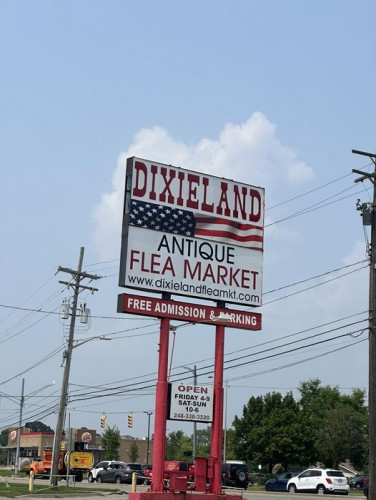 DIXIELAND
ANTIQUE
FLEA MARKET
www.dixielandfleamkt.com
FREE ADMISSION & PARKING
OPEN
FRIDAY 4-9
SAT-SUN
10-6
248-338-3220